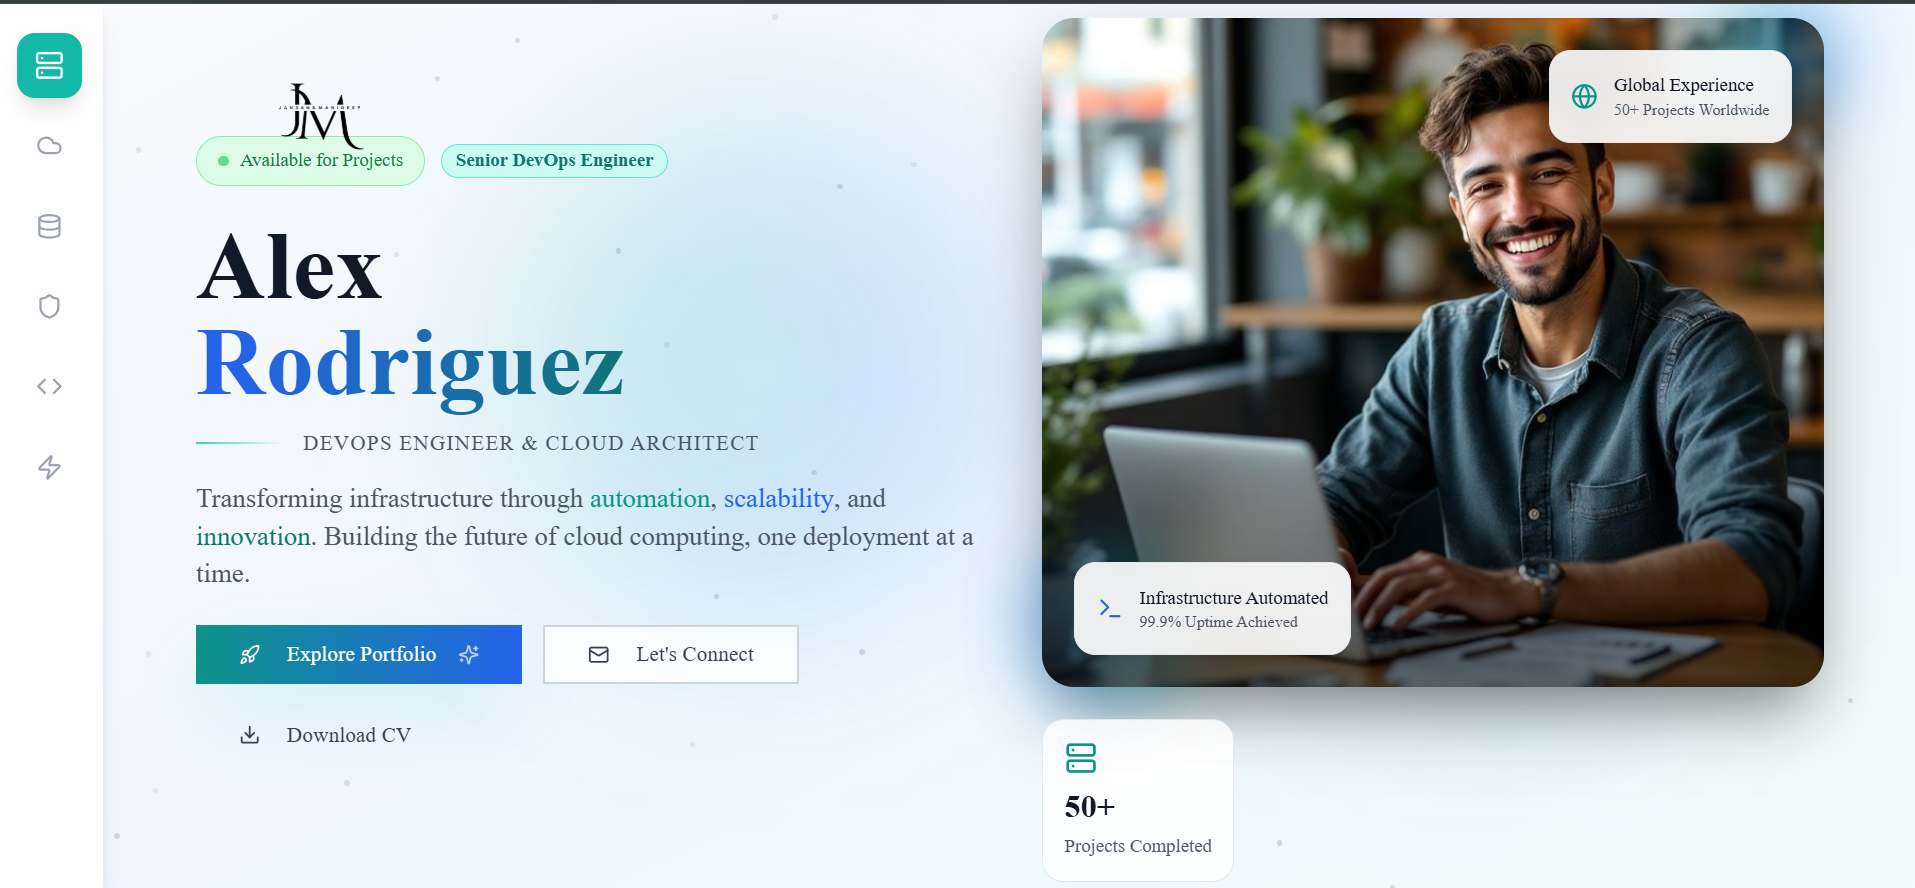 JANSANAMANIDEEP
Available for Projects
Senior DevOps Engineer
Alex
Rodriguez
DEVOPS ENGINEER & CLOUD ARCHITECT
Transforming infrastructure through automation, scalability, and
innovation. Building the future of cloud computing, one deployment at a
time.
Explore Portfolio
Let's Connect
Download CV
Global Experience
50+ Projects Worldwide
Infrastructure Automated
99.9% Uptime Achieved
50+
Projects Completed